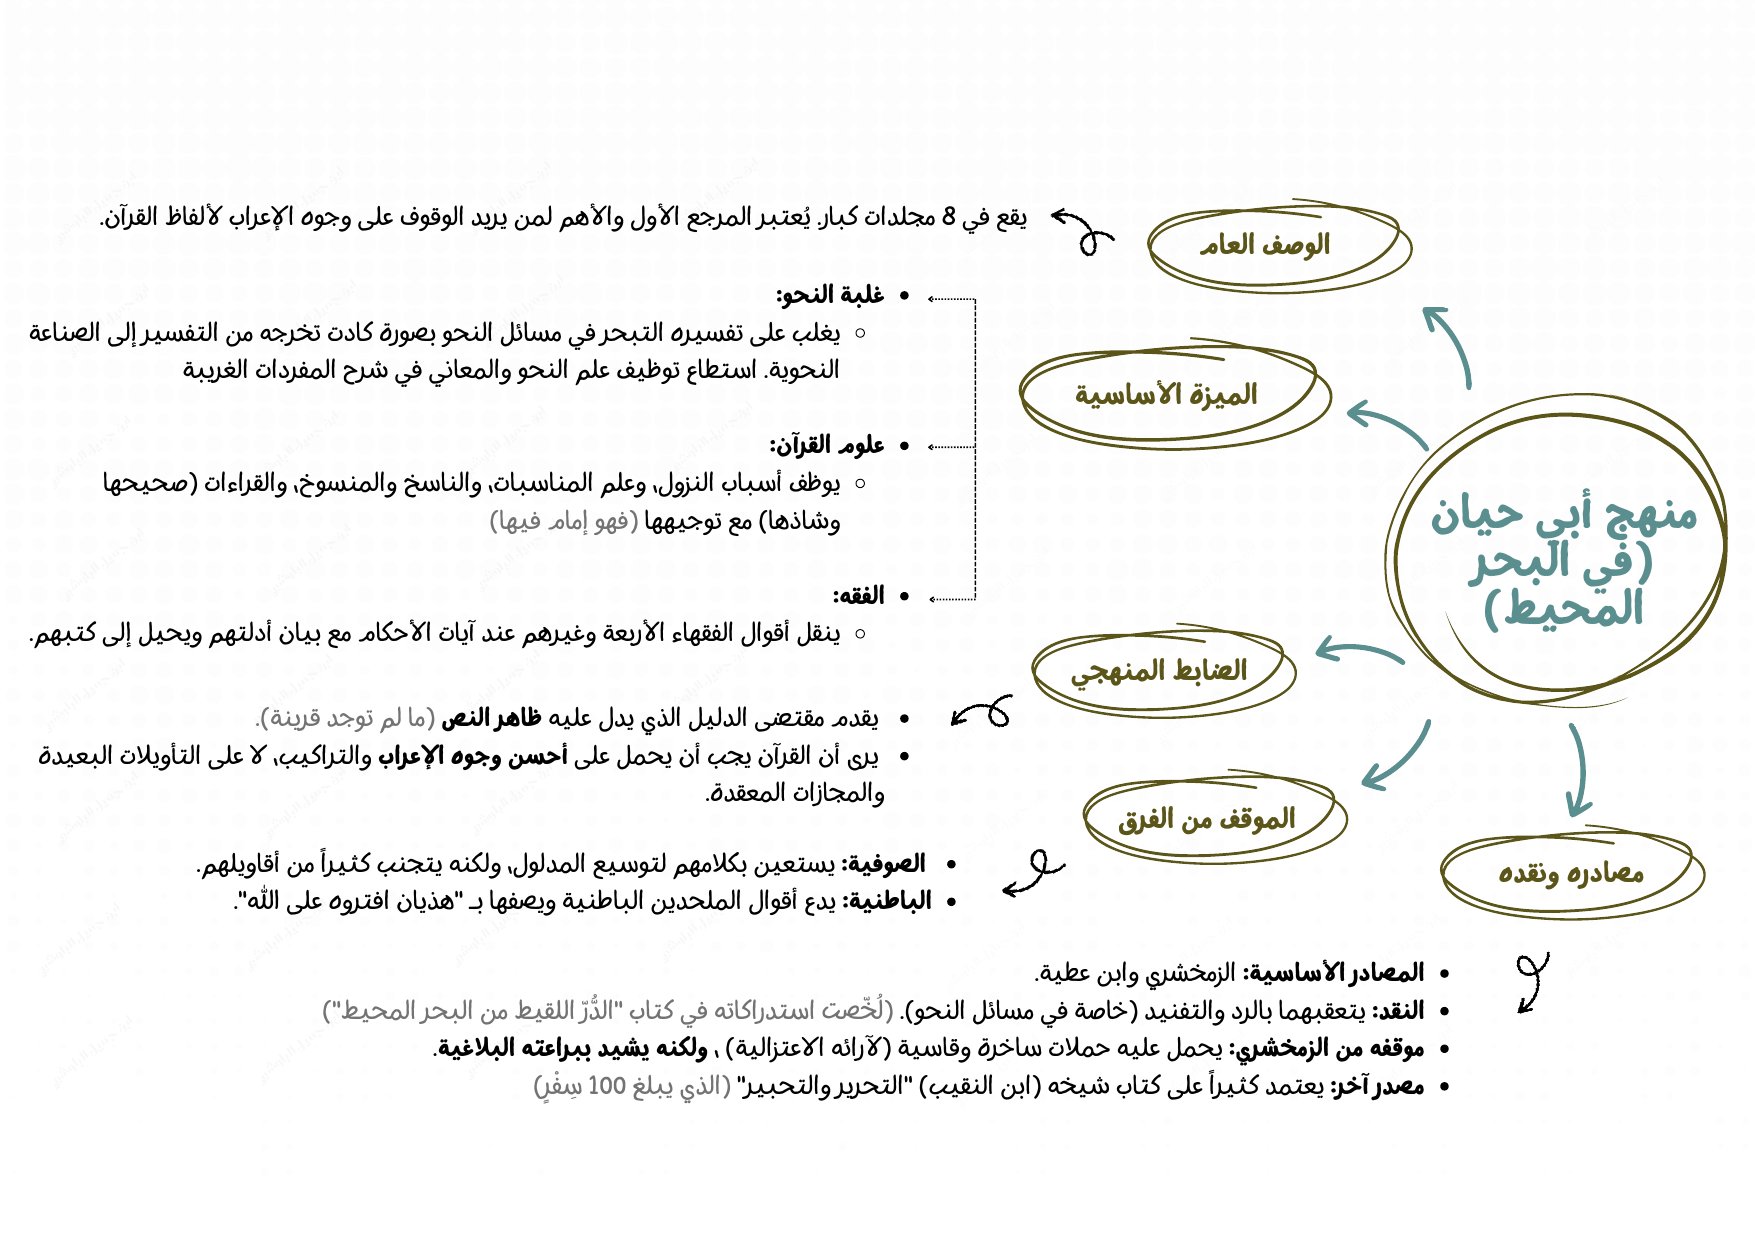 منهج أبي حيان
(في البحر
المحيط)
الوصف العام
يقع في 8 مجلدات كبار. يُعتبر المرجع الأول والأهم لمن يريد الوقوف على وجوه الإعراب لألفاظ القرآن.
الميزة الأساسية
• غلبة النحو:
○ يغلب على تفسيره التبحر في مسائل النحو بصورة كادت تخرجه من التفسير إلى الصناعة
النحوية. استطاع توظيف علم النحو والمعاني في شرح المفردات الغريبة
• علوم القرآن:
○ يوظف أسباب النزول، وعلم المناسبات، والناسخ والمنسوخ، والقراءات (صحيحها
وشاذها) مع توجيهها (فهو إمام فيها)
• الفقه:
○ ينقل أقوال الفقهاء الأربعة وغيرهم عند آيات الأحكام مع بيان أدلتهم ويحيل إلى كتبهم.
الضابط المنهجي
• يقدم مقتضى الدليل الذي يدل عليه ظاهر النص (ما لم توجد قرينة).
• يرى أن القرآن يجب أن يحمل على أحسن وجوه الإعراب والتراكيب، لا على التأويلات البعيدة
والمجازات المعقدة.
الموقف من الفرق
• الصوفية: يستعين بكلامهم لتوسيع المدلول، ولكنه يتجنب كثيراً من أقاويلهم.
• الباطنية: يدع أقوال الملحدين الباطنية ويصفها بـ "هذيان افتروه على الله".
مصادره ونقده
• المصادر الأساسية: الزمخشري وابن عطية.
• النقد: يتعقبهما بالرد والتفنيد (خاصة في مسائل النحو). (لُخّصت استدراكاته في كتاب "الدُّرّ اللقيط من البحر المحيط")
• موقفه من الزمخشري: يحمل عليه حملات ساخرة وقاسية (لآرائه الاعتزالية) ، ولكنه يشيد ببراعته البلاغية.
• مصدر آخر: يعتمد كثيراً على كتاب شيخه (ابن النقيب) "التحرير والتحبير" (الذي يبلغ 100 سِفْرٍ)